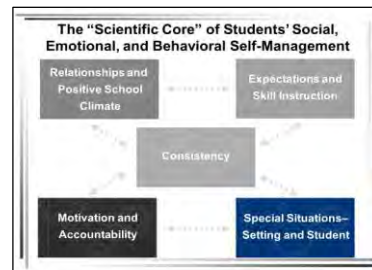 The “Scientific Core” of Students’ Social,
Emotional, and Behavioral Self-Management
Relationships and
Positive School
Climate
Expectations and
Skill Instruction
Consistency
Motivation and
Accountability
Special Situations–
Setting and Student